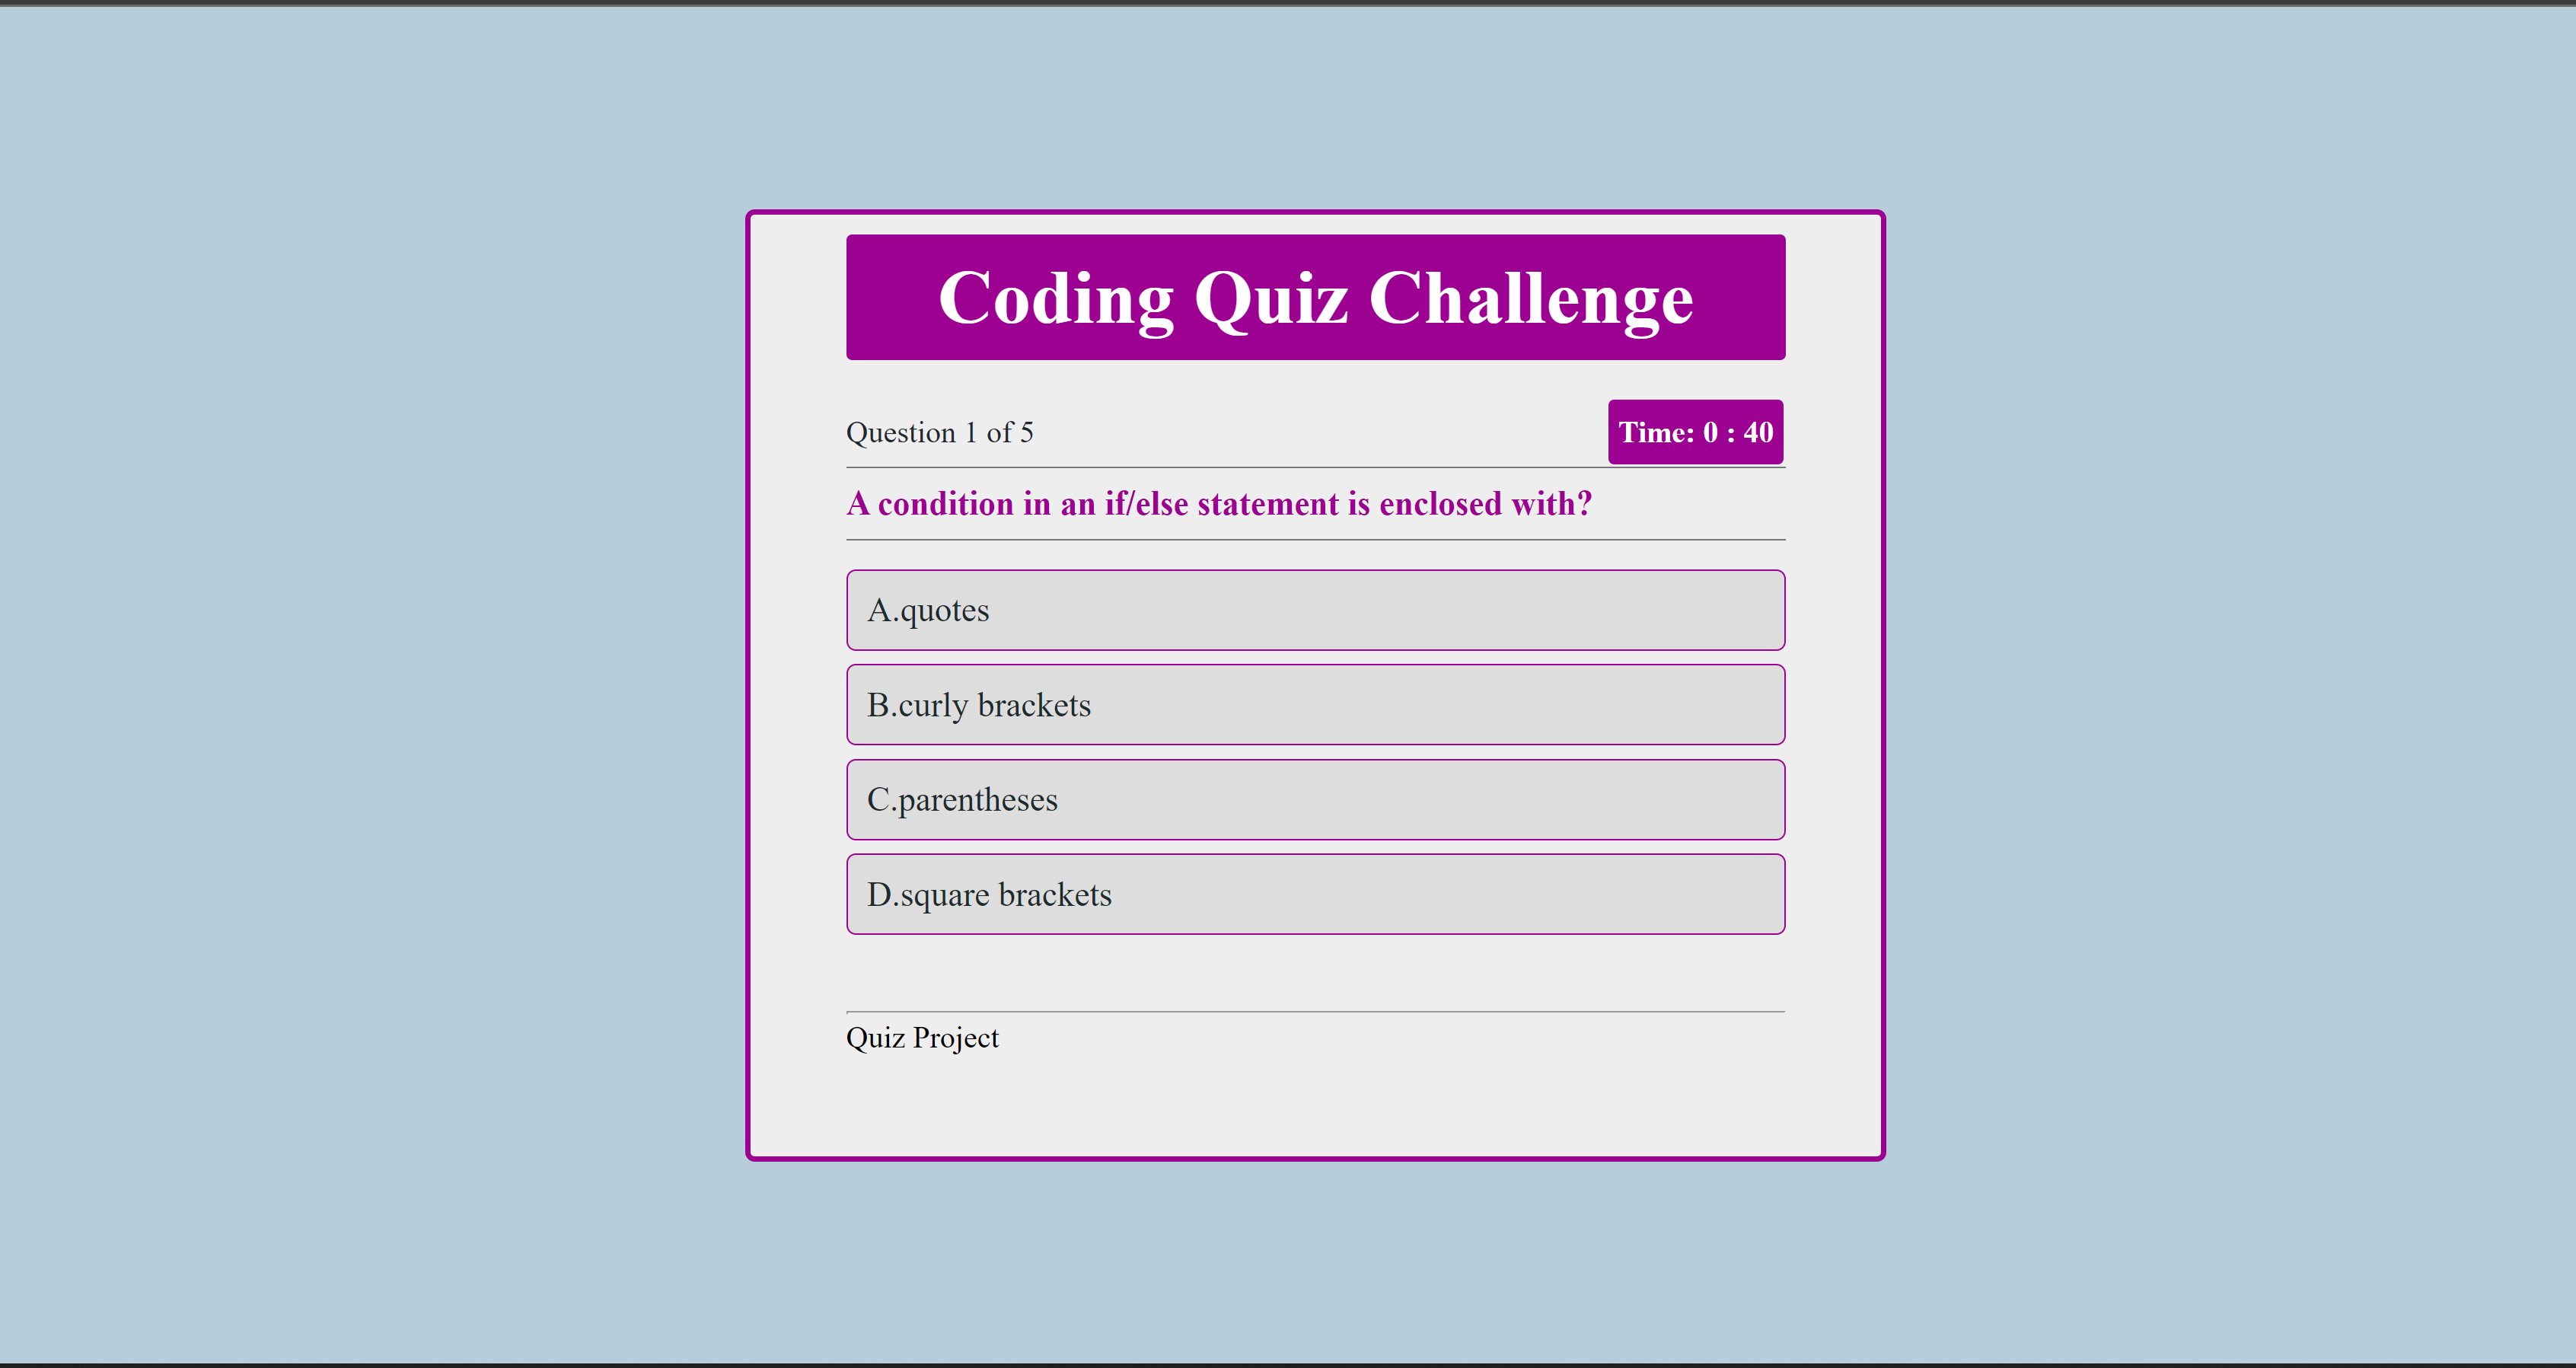 Coding Quiz Challenge
Question 1 of 5
Time: 0 : 40
A condition in an if/else statement is enclosed with?
A.quotes
B.curly brackets
C.parentheses
D.square brackets
Quiz Project